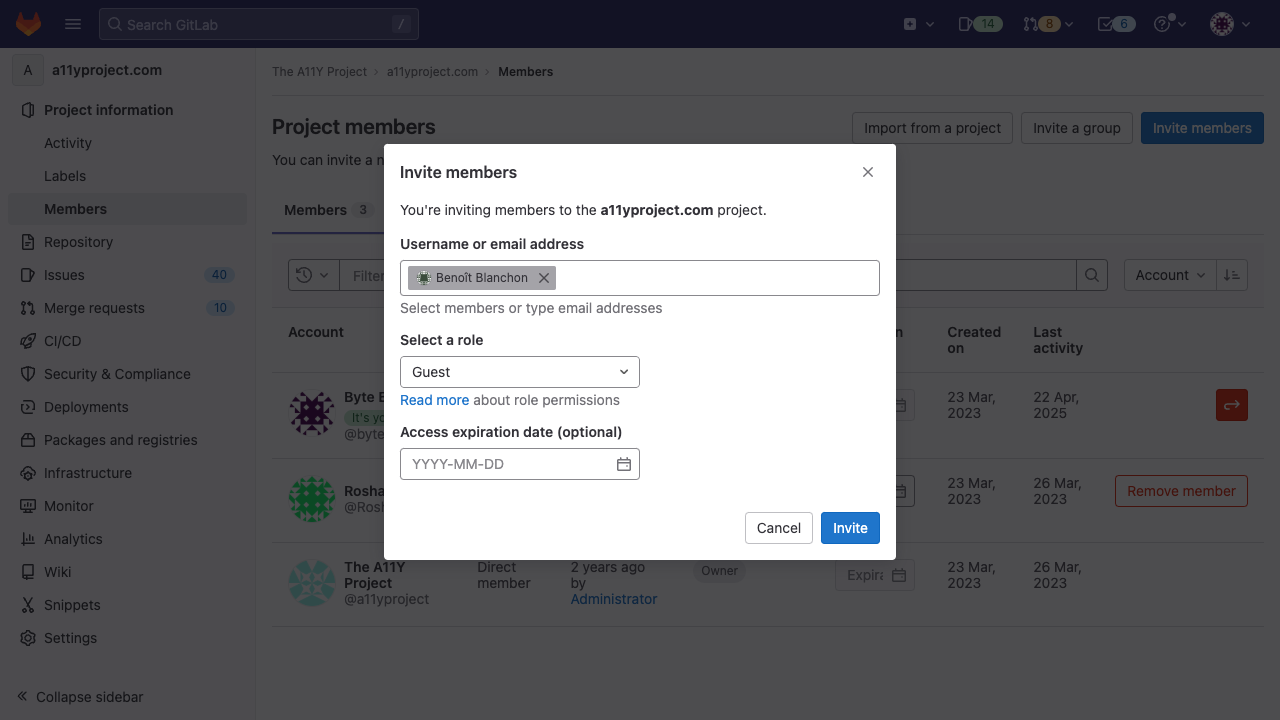 Search GitLab
/
14
8
6
A
a11yproject.com
The A11Y Project
a11yproject.com
Members
Project information
Activity
Labels
Members
Repository
Issues
40
Merge requests
10
CI/CD
Security & Compliance
Deployments
Packages and registries
Infrastructure
Monitor
Analytics
Wiki
Snippets
Settings
Collapse sidebar
Project members
Import from a project
Invite a group
Invite members
You can invite a
Members 3
Filter
Account
Account
Created
on
Last
activity
Byte
It's
@byte
23 Mar,
2023
22 Apr,
2025
23 Mar,
2023
26 Mar,
2023
Remove member
The A11Y
Project
@a11yproject
Direct
member
2 years ago
by
Administrator
Owner
23 Mar,
2023
26 Mar,
2023
Invite members
You're inviting members to the a11yproject.com project.
Username or email address
Benoît Blanchon
Select members or type email addresses
Select a role
Guest
Read more about role permissions
Access expiration date (optional)
YYYY-MM-DD
Cancel
Invite